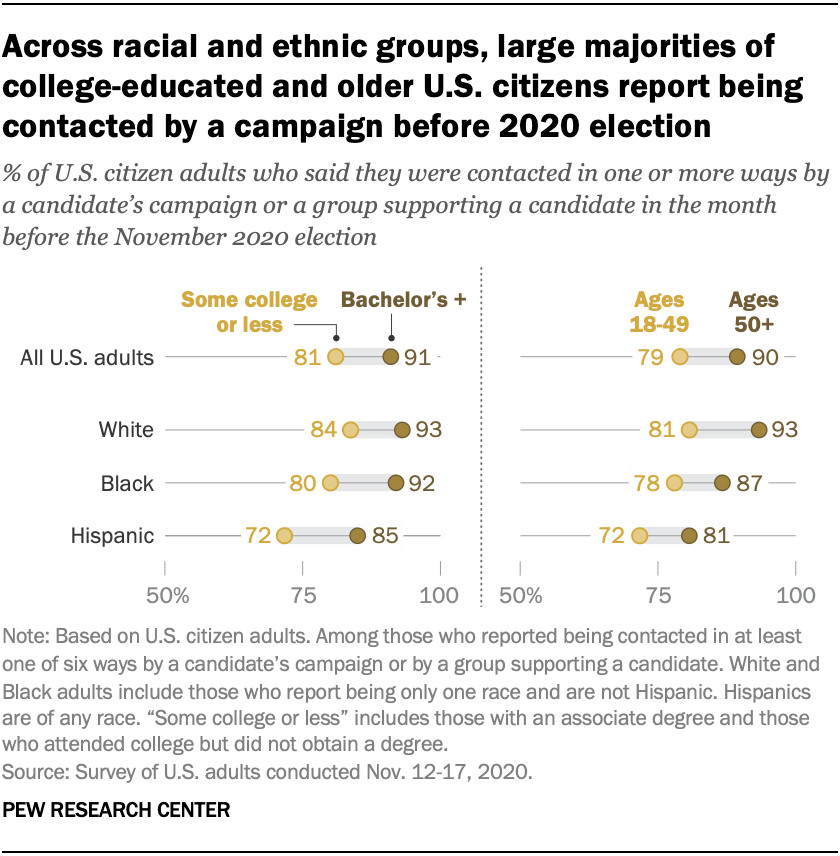 Across racial and ethnic groups, large majorities of
college-educated and older U.S. citizens report being
contacted by a campaign before 2020 election
% of U.S. citizen adults who said they were contacted in one or more ways by
a candidate's campaign or a group supporting a candidate in the month
before the November 2020 election
Some college
or less
Bachelor's +
Ages
18-49
Ages
50+
All U.S. adults 81 91 79 90
White 84 93 81 93
Black 80 92 78 87
Hispanic 72 85 72 81
50% 75 100 50% 75 100
Note: Based on U.S. citizen adults. Among those who reported being contacted in at least
one of six ways by a candidate's campaign or by a group supporting a candidate. White and
Black adults include those who report being only one race and are not Hispanic. Hispanics
are of any race. “Some college or less” includes those with an associate degree and those
who attended college but did not obtain a degree.
Source: Survey of U.S. adults conducted Nov. 12-17, 2020.
PEW RESEARCH CENTER